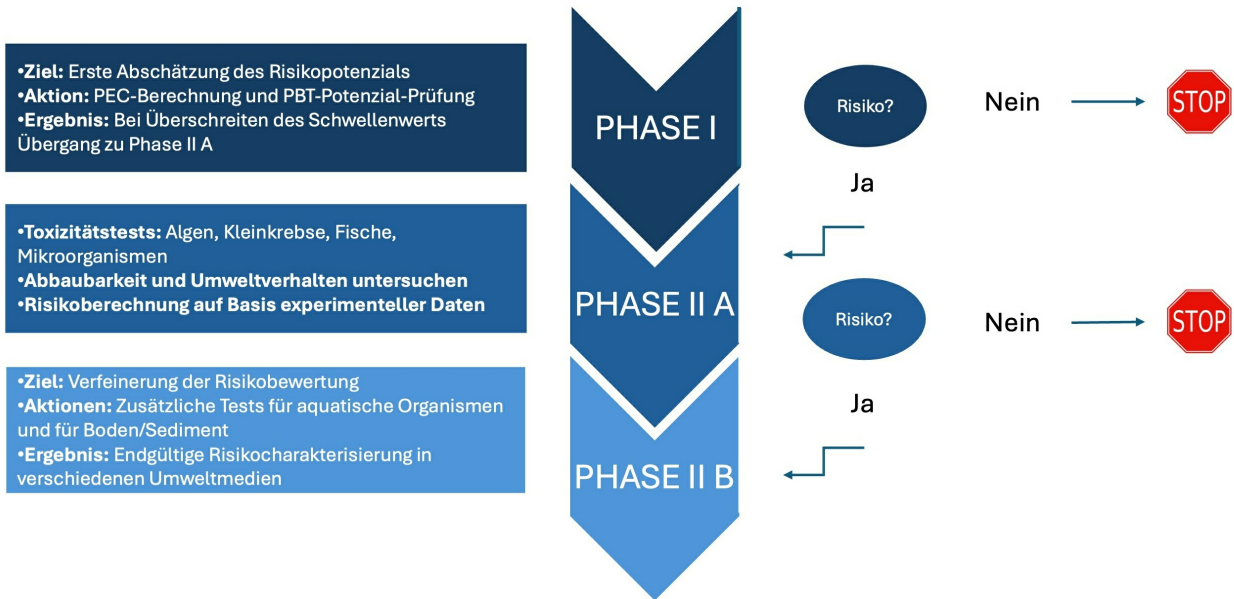 •Ziel: Erste Abschätzung des Risikopotenzials
•Aktion: PEC-Berechnung und PBT-Potenzial-Prüfung
•Ergebnis: Bei Überschreiten des Schwellenwerts
Übergang zu Phase II A
PHASE I
Risiko?
Nein
STOP
Ja
•Toxizitätstests: Algen, Kleinkrebse, Fische,
Mikroorganismen
•Abbaubarkeit und Umweltverhalten untersuchen
•Risikoberechnung auf Basis experimenteller Daten
PHASE II A
Risiko?
Nein
STOP
Ja
•Ziel: Verfeinerung der Risikobewertung
•Aktionen: Zusätzliche Tests für aquatische Organismen
und für Boden/Sediment
•Ergebnis: Endgültige Risikocharakterisierung in
verschiedenen Umweltmedien
PHASE II B